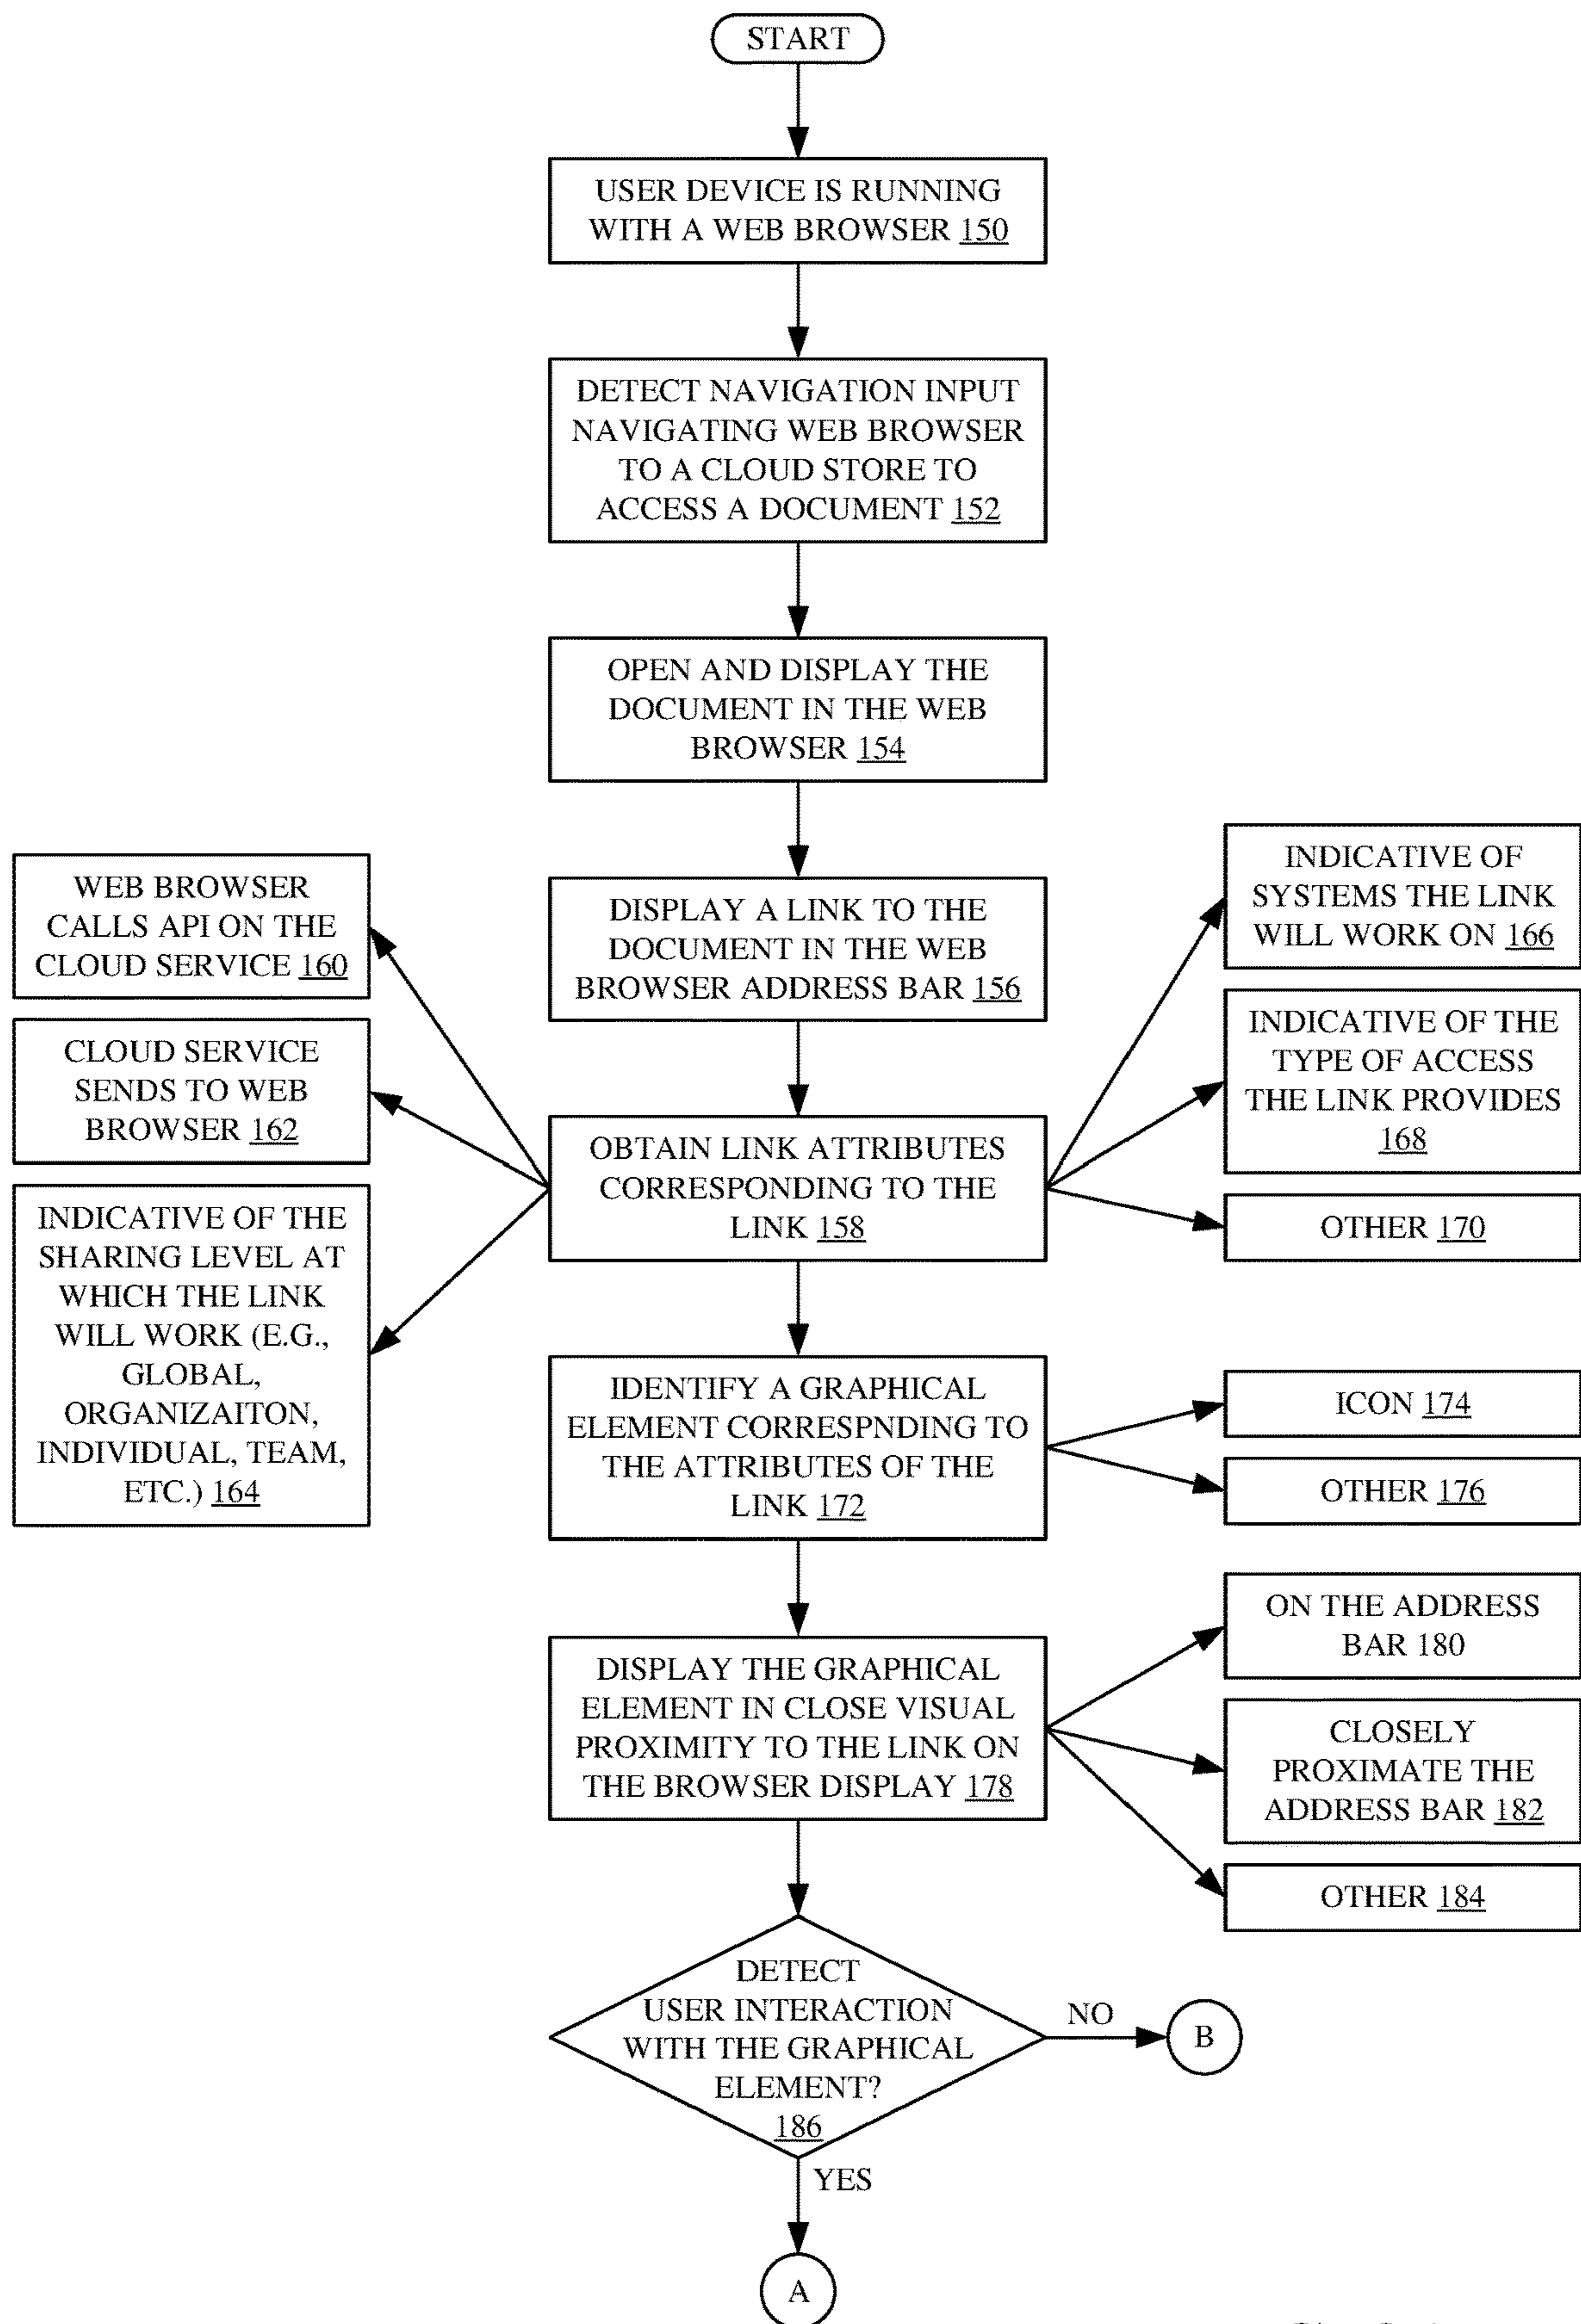 START
USER DEVICE IS RUNNING
WITH A WEB BROWSER 150
DETECT NAVIGATION INPUT
NAVIGATING WEB BROWSER
TO A CLOUD STORE TO
ACCESS A DOCUMENT 152
OPEN AND DISPLAY THE
DOCUMENT IN THE WEB
BROWSER 154
DISPLAY A LINK TO THE
DOCUMENT IN THE WEB
BROWSER ADDRESS BAR 156
OBTAIN LINK ATTRIBUTES
CORRESPONDING TO THE
LINK 158
WEB BROWSER
CALLS API ON THE
CLOUD SERVICE 160
CLOUD SERVICE
SENDS TO WEB
BROWSER 162
INDICATIVE OF THE
SHARING LEVEL AT
WHICH THE LINK
WILL WORK (E.G.,
GLOBAL,
ORGANIZAITON,
INDIVIDUAL, TEAM,
ETC.) 164
INDICATIVE OF
SYSTEMS THE LINK
WILL WORK ON 166
INDICATIVE OF THE
TYPE OF ACCESS
THE LINK PROVIDES
168
OTHER 170
IDENTIFY A GRAPHICAL
ELEMENT CORRESPNDING TO
THE ATTRIBUTES OF THE
LINK 172
ICON 174
OTHER 176
DISPLAY THE GRAPHICAL
ELEMENT IN CLOSE VISUAL
PROXIMITY TO THE LINK ON
THE BROWSER DISPLAY 178
ON THE ADDRESS
BAR 180
CLOSELY
PROXIMATE THE
ADDRESS BAR 182
OTHER 184
DETECT
USER INTERACTION
WITH THE GRAPHICAL
ELEMENT?
186
NO
B
YES
A